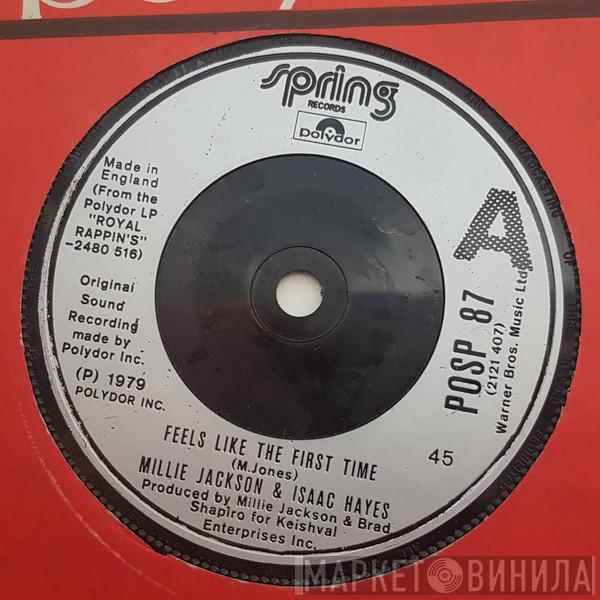 spring
RECORDS
polydor
Made in
England
(From the
Polydor LP
"ROYAL
RAPPIN'S"
-2480 516)
Original
Sound
Recording
made by
Polydor Inc.
(P) 1979
POLYDOR INC.
A
POSP 87
(2121 407)
Warner Bros. Music Ltd
45
FEELS LIKE THE FIRST TIME
(M.Jones)
MILLIE JACKSON & ISAAC HAYES
Produced by Millie Jackson & Brad
Shapiro for Keishval
Enterprises Inc.
МАРКЕТ ВИНИЛА